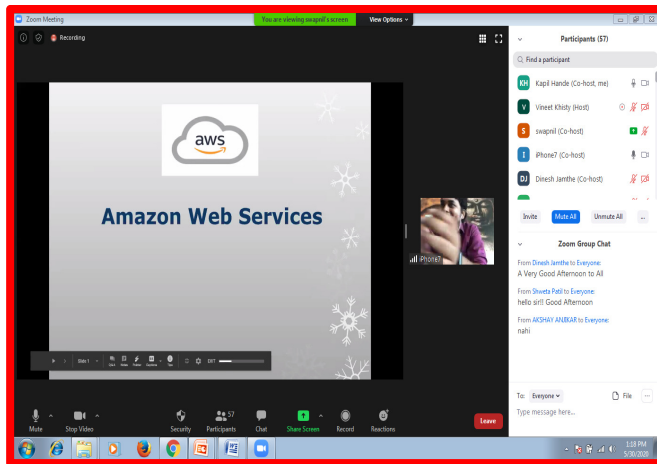 Zoom Meeting
You are viewing swapnil's screen
View Options
Recording
aws
Amazon Web Services
iPhone7
Slide 1
EXIT
Participants (57)
Find a participant
KH Kapil Hande (Co-host, me)
V Vineet Khisty (Host)
S swapnil (Co-host)
I iPhone7 (Co-host)
DJ Dinesh Jamthe (Co-host)
Invite
Mute All
Unmute All
...
Zoom Group Chat
From Dinesh Jamthe to Everyone:
A Very Good Afternoon to All
From Shweta Patil to Everyone:
hello sir!! Good Afternoon
From AKSHAY ANJIKAR to Everyone:
nahi
To: Everyone
File
...
Type message here...
Mute
Stop Video
Security
57
Participants
Chat
Share Screen
Record
Reactions
Leave
1:18 PM
5/30/2020